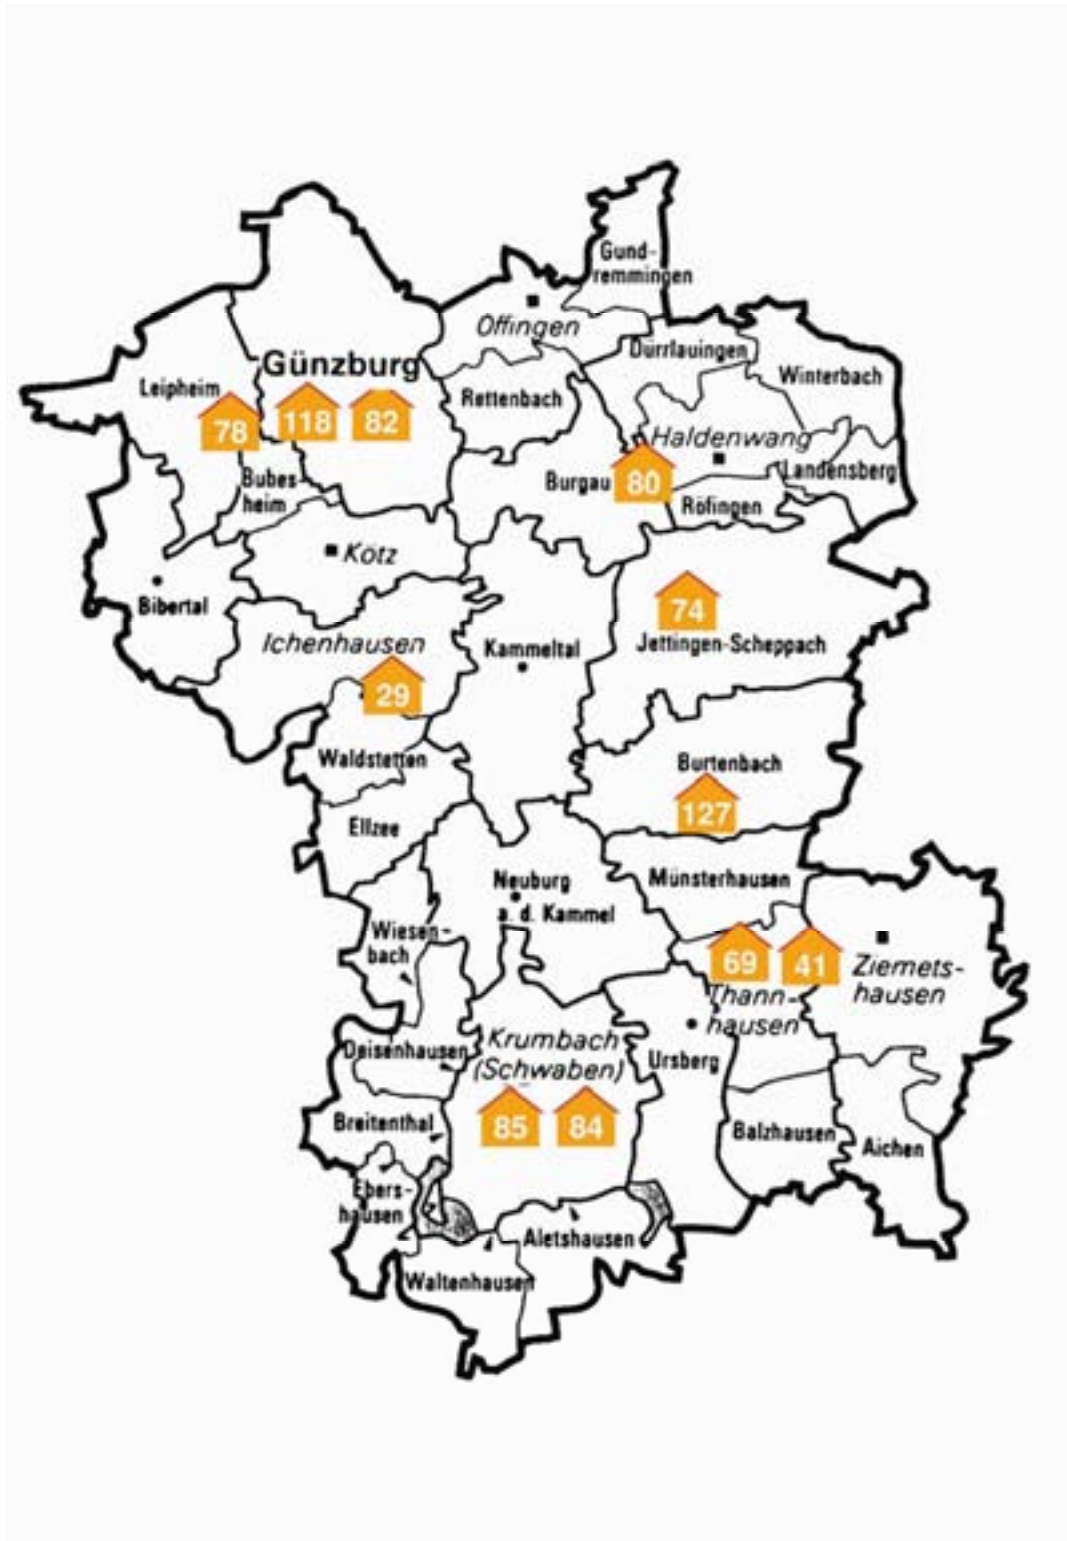 Gund-
remmingen
Offingen
Dürrlauingen
Günzburg
Winterbach
Leipheim
Rettenbach
78
118
82
Haldenwang
Landensberg
Bubes-
heim
Burgau
80
Röfingen
Kötz
Bibertal
74
Ichenhausen
Kammeltal
Jettingen-Scheppach
29
Waldstetten
Burtenbach
127
Ellzee
Neuburg
a. d. Kammel
Münsterhausen
Wiesen-
bach
69
41
Ziemets-
hausen
Thann-
hausen
Deisenhausen
Krumbach
(Schwaben)
Ursberg
85
84
Breitenthal
Balzhausen
Aichen
Ebers-
hausen
Aletshausen
Waltenhausen